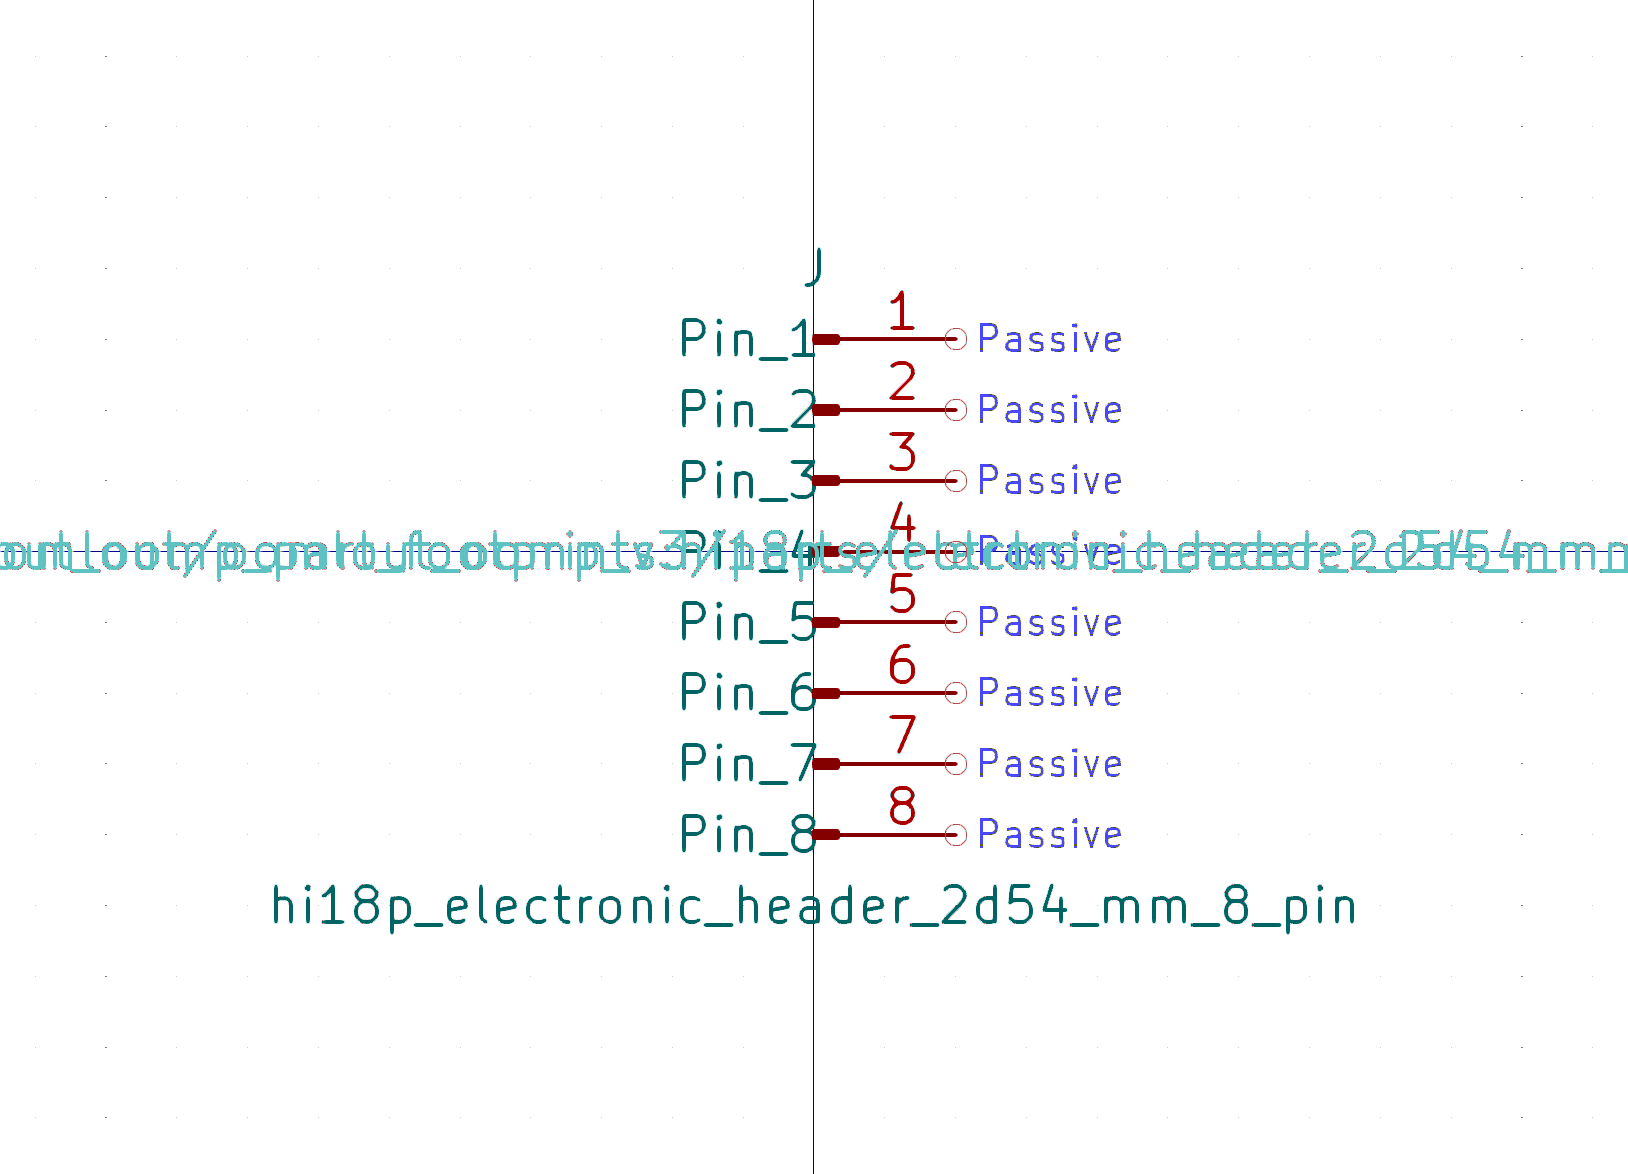 J
1
Pin_1 Passive
2
Pin_2 Passive
3
Pin_3 Passive
4
Pin_4 Passive
5
Pin_5 Passive
6
Pin_6 Passive
7
Pin_7 Passive
8
Pin_8 Passive
hi18p_electronic_header_2d54_mm_8_pin